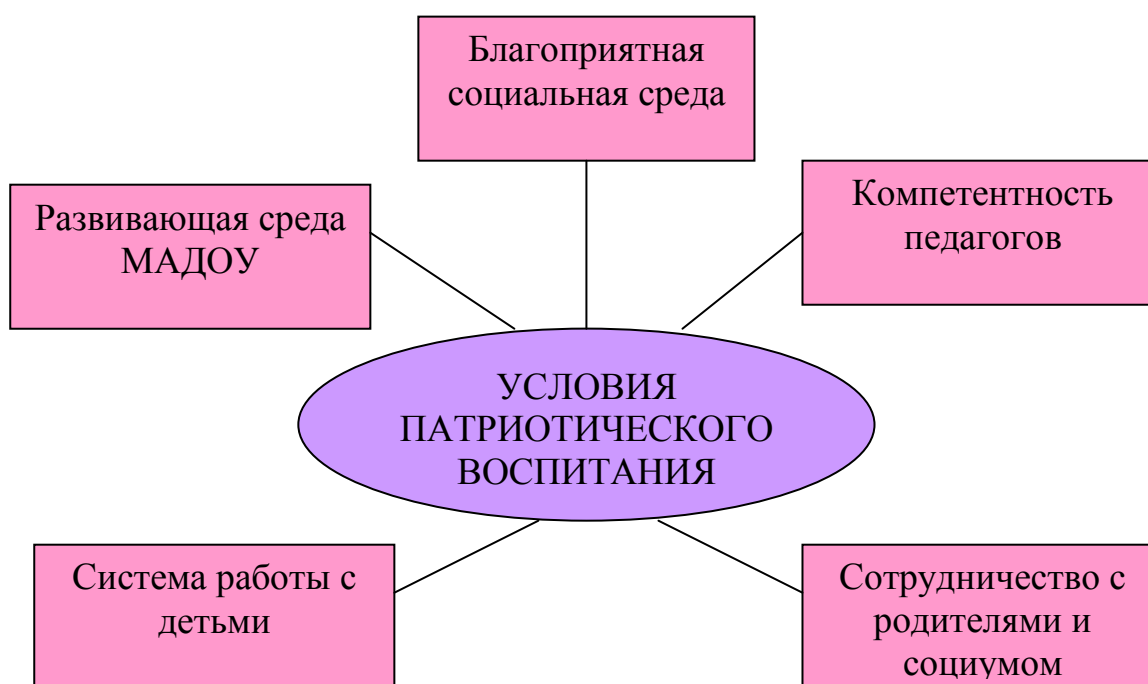 Благоприятная
социальная среда
Развивающая среда
МАДОУ
Компетентность
педагогов
УСЛОВИЯ
ПАТРИОТИЧЕСКОГО
ВОСПИТАНИЯ
Система работы с
детьми
Сотрудничество с
родителями и
социумом